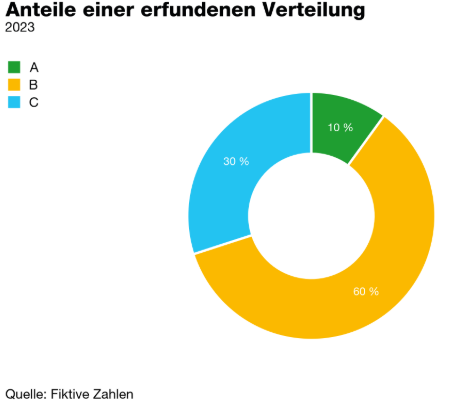 Anteile einer erfundenen Verteilung
2023
A
B
C
10 %
30 %
60 %
Quelle: Fiktive Zahlen